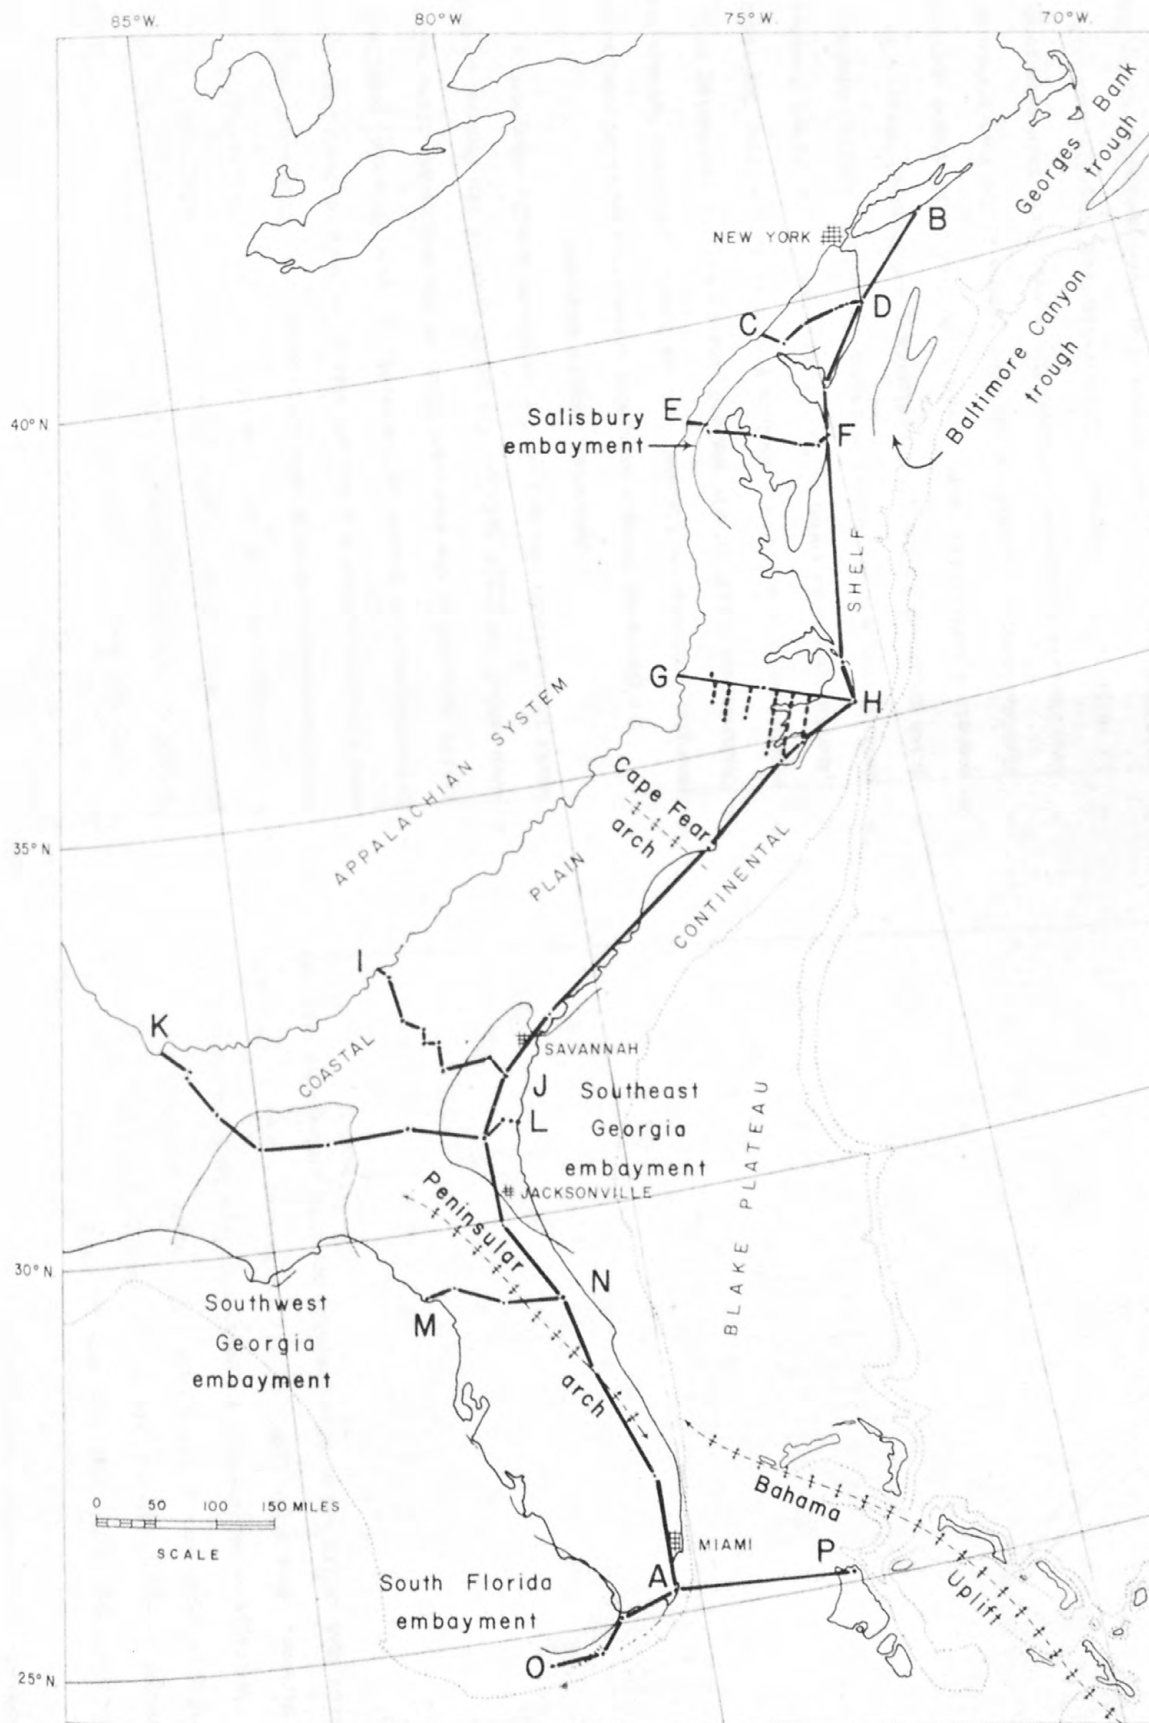 85°W.
80°W.
75°W.
70°W.
Georges Bank
trough
B
NEW YORK
D
C
Baltimore Canyon
trough
40°N
E
Salisbury
embayment
F
SHELF
G
H
APPALACHIAN SYSTEM
Cape Fear
arch
35°N
PLAIN
CONTINENTAL
I
K
COASTAL
SAVANNAH
J
Southeast
L
Georgia
embayment
BLAKE PLATEAU
JACKSONVILLE
Peninsular
arch
30°N
N
M
Southwest
Georgia
embayment
0 50 100 150 MILES
SCALE
Bahama
Uplift
MIAMI
P
A
South Florida
embayment
O
25°N